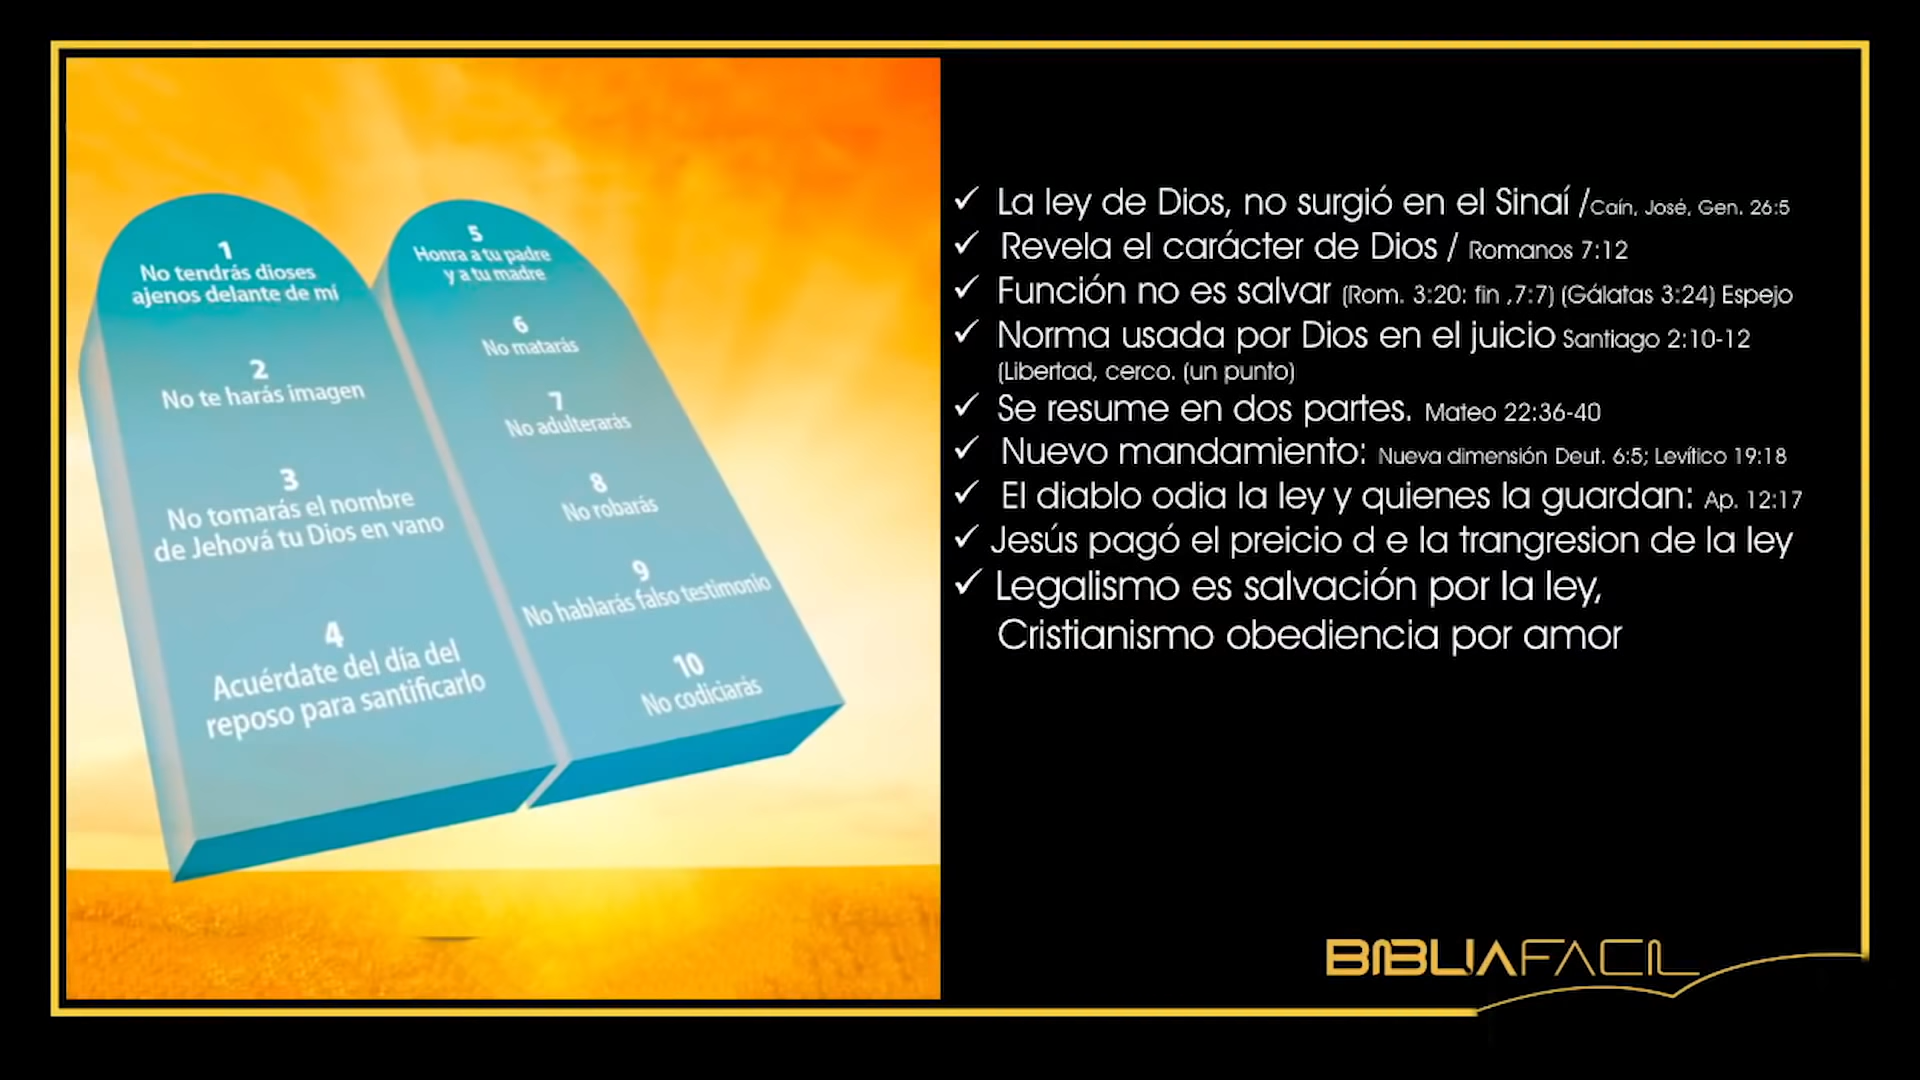 1
No tendrás dioses
ajenos delante de mí
2
No te harás imagen
3
No tomarás el nombre
de Jehová tu Dios en vano
4
Acuérdate del día del
reposo para santificarlo
5
Honra a tu padre
y a tu madre
6
No matarás
7
No adulterarás
8
No robarás
9
No hablarás falso testimonio
10
No codiciarás
✓ La ley de Dios, no surgió en el Sinaí /Caín, José, Gen. 26:5
✓ Revela el carácter de Dios / Romanos 7:12
✓ Función no es salvar (Rom. 3:20: fin ,7:7) (Gálatas 3:24) Espejo
✓ Norma usada por Dios en el juicio Santiago 2:10-12
(Libertad, cerco. (un punto)
✓ Se resume en dos partes. Mateo 22:36-40
✓ Nuevo mandamiento: Nueva dimensión Deut. 6:5; Levítico 19:18
✓ El diablo odia la ley y quienes la guardan: Ap. 12:17
✓ Jesús pagó el preicio d e la trangresion de la ley
✓ Legalismo es salvación por la ley,
Cristianismo obediencia por amor
BIBLIAFACIL